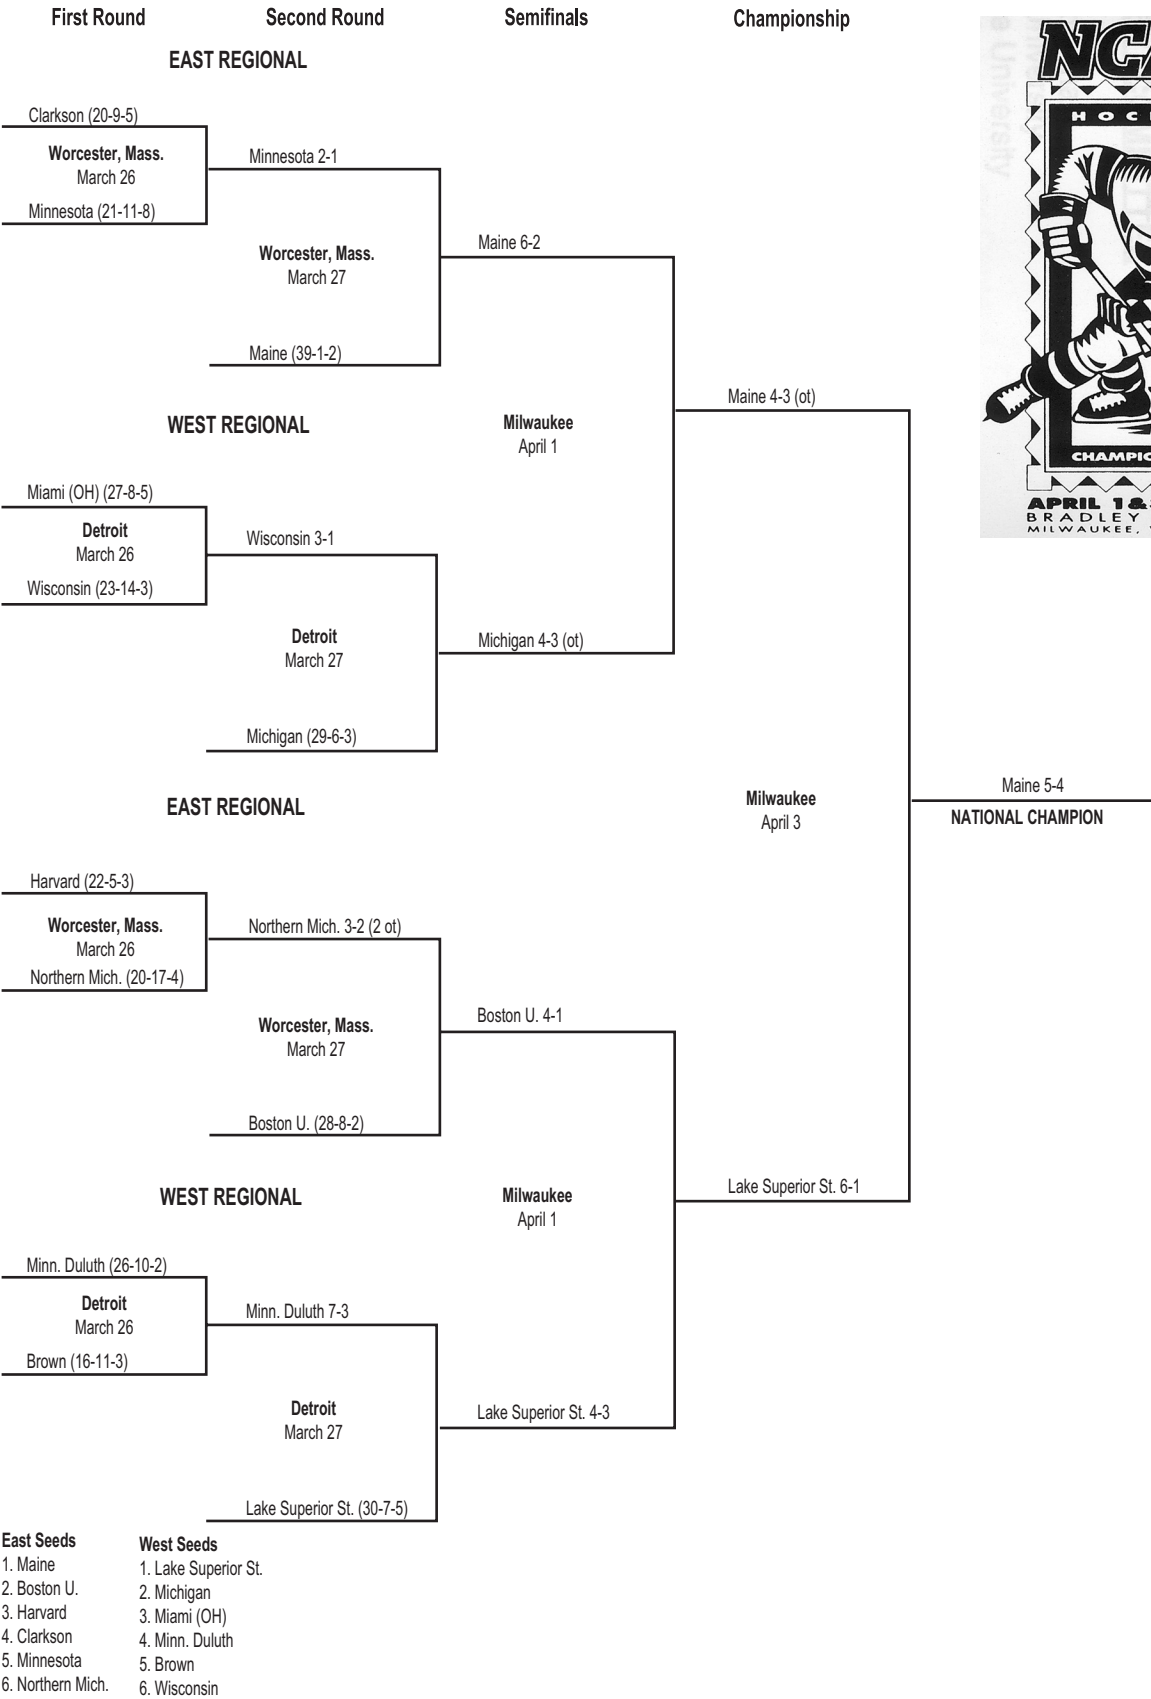 First Round
Second Round
Semifinals
Championship
EAST REGIONAL
Clarkson (20-9-5)
Worcester, Mass.
March 26
Minnesota (21-11-8)
Minnesota 2-1
Worcester, Mass.
March 27
Maine (39-1-2)
Maine 6-2
WEST REGIONAL
Milwaukee
April 1
Maine 4-3 (ot)
Miami (OH) (27-8-5)
Detroit
March 26
Wisconsin (23-14-3)
Wisconsin 3-1
Detroit
March 27
Michigan (29-6-3)
Michigan 4-3 (ot)
EAST REGIONAL
Milwaukee
April 3
Maine 5-4
NATIONAL CHAMPION
Harvard (22-5-3)
Worcester, Mass.
March 26
Northern Mich. (20-17-4)
Northern Mich. 3-2 (2 ot)
Worcester, Mass.
March 27
Boston U. (28-8-2)
Boston U. 4-1
WEST REGIONAL
Milwaukee
April 1
Lake Superior St. 6-1
Minn. Duluth (26-10-2)
Detroit
March 26
Brown (16-11-3)
Minn. Duluth 7-3
Detroit
March 27
Lake Superior St. (30-7-5)
Lake Superior St. 4-3
East Seeds
1. Maine
2. Boston U.
3. Harvard
4. Clarkson
5. Minnesota
6. Northern Mich.
West Seeds
1. Lake Superior St.
2. Michigan
3. Miami (OH)
4. Minn. Duluth
5. Brown
6. Wisconsin
NCA
HOC
CHAMPIO
APRIL 1 &
BRADLEY
MILWAUKEE,
a University